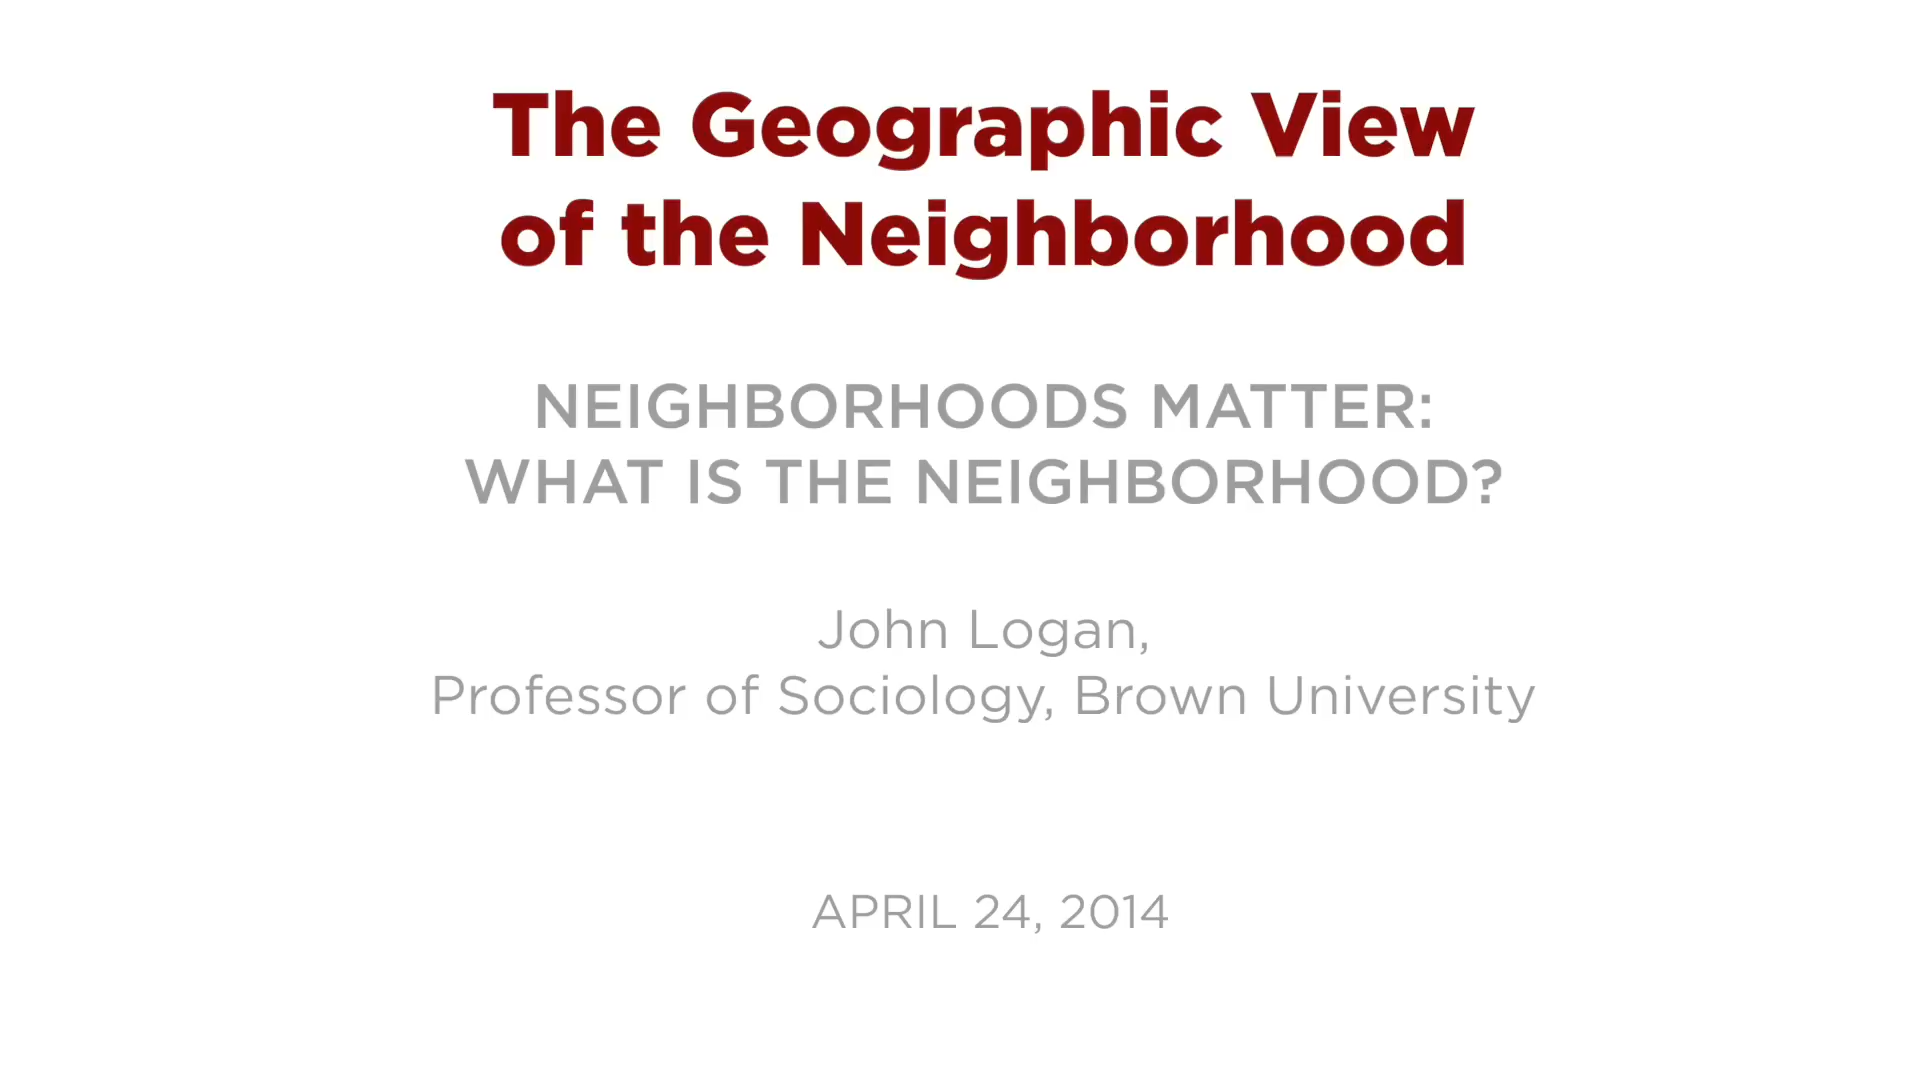 The Geographic View
of the Neighborhood
NEIGHBORHOODS MATTER:
WHAT IS THE NEIGHBORHOOD?
John Logan,
Professor of Sociology, Brown University
APRIL 24, 2014